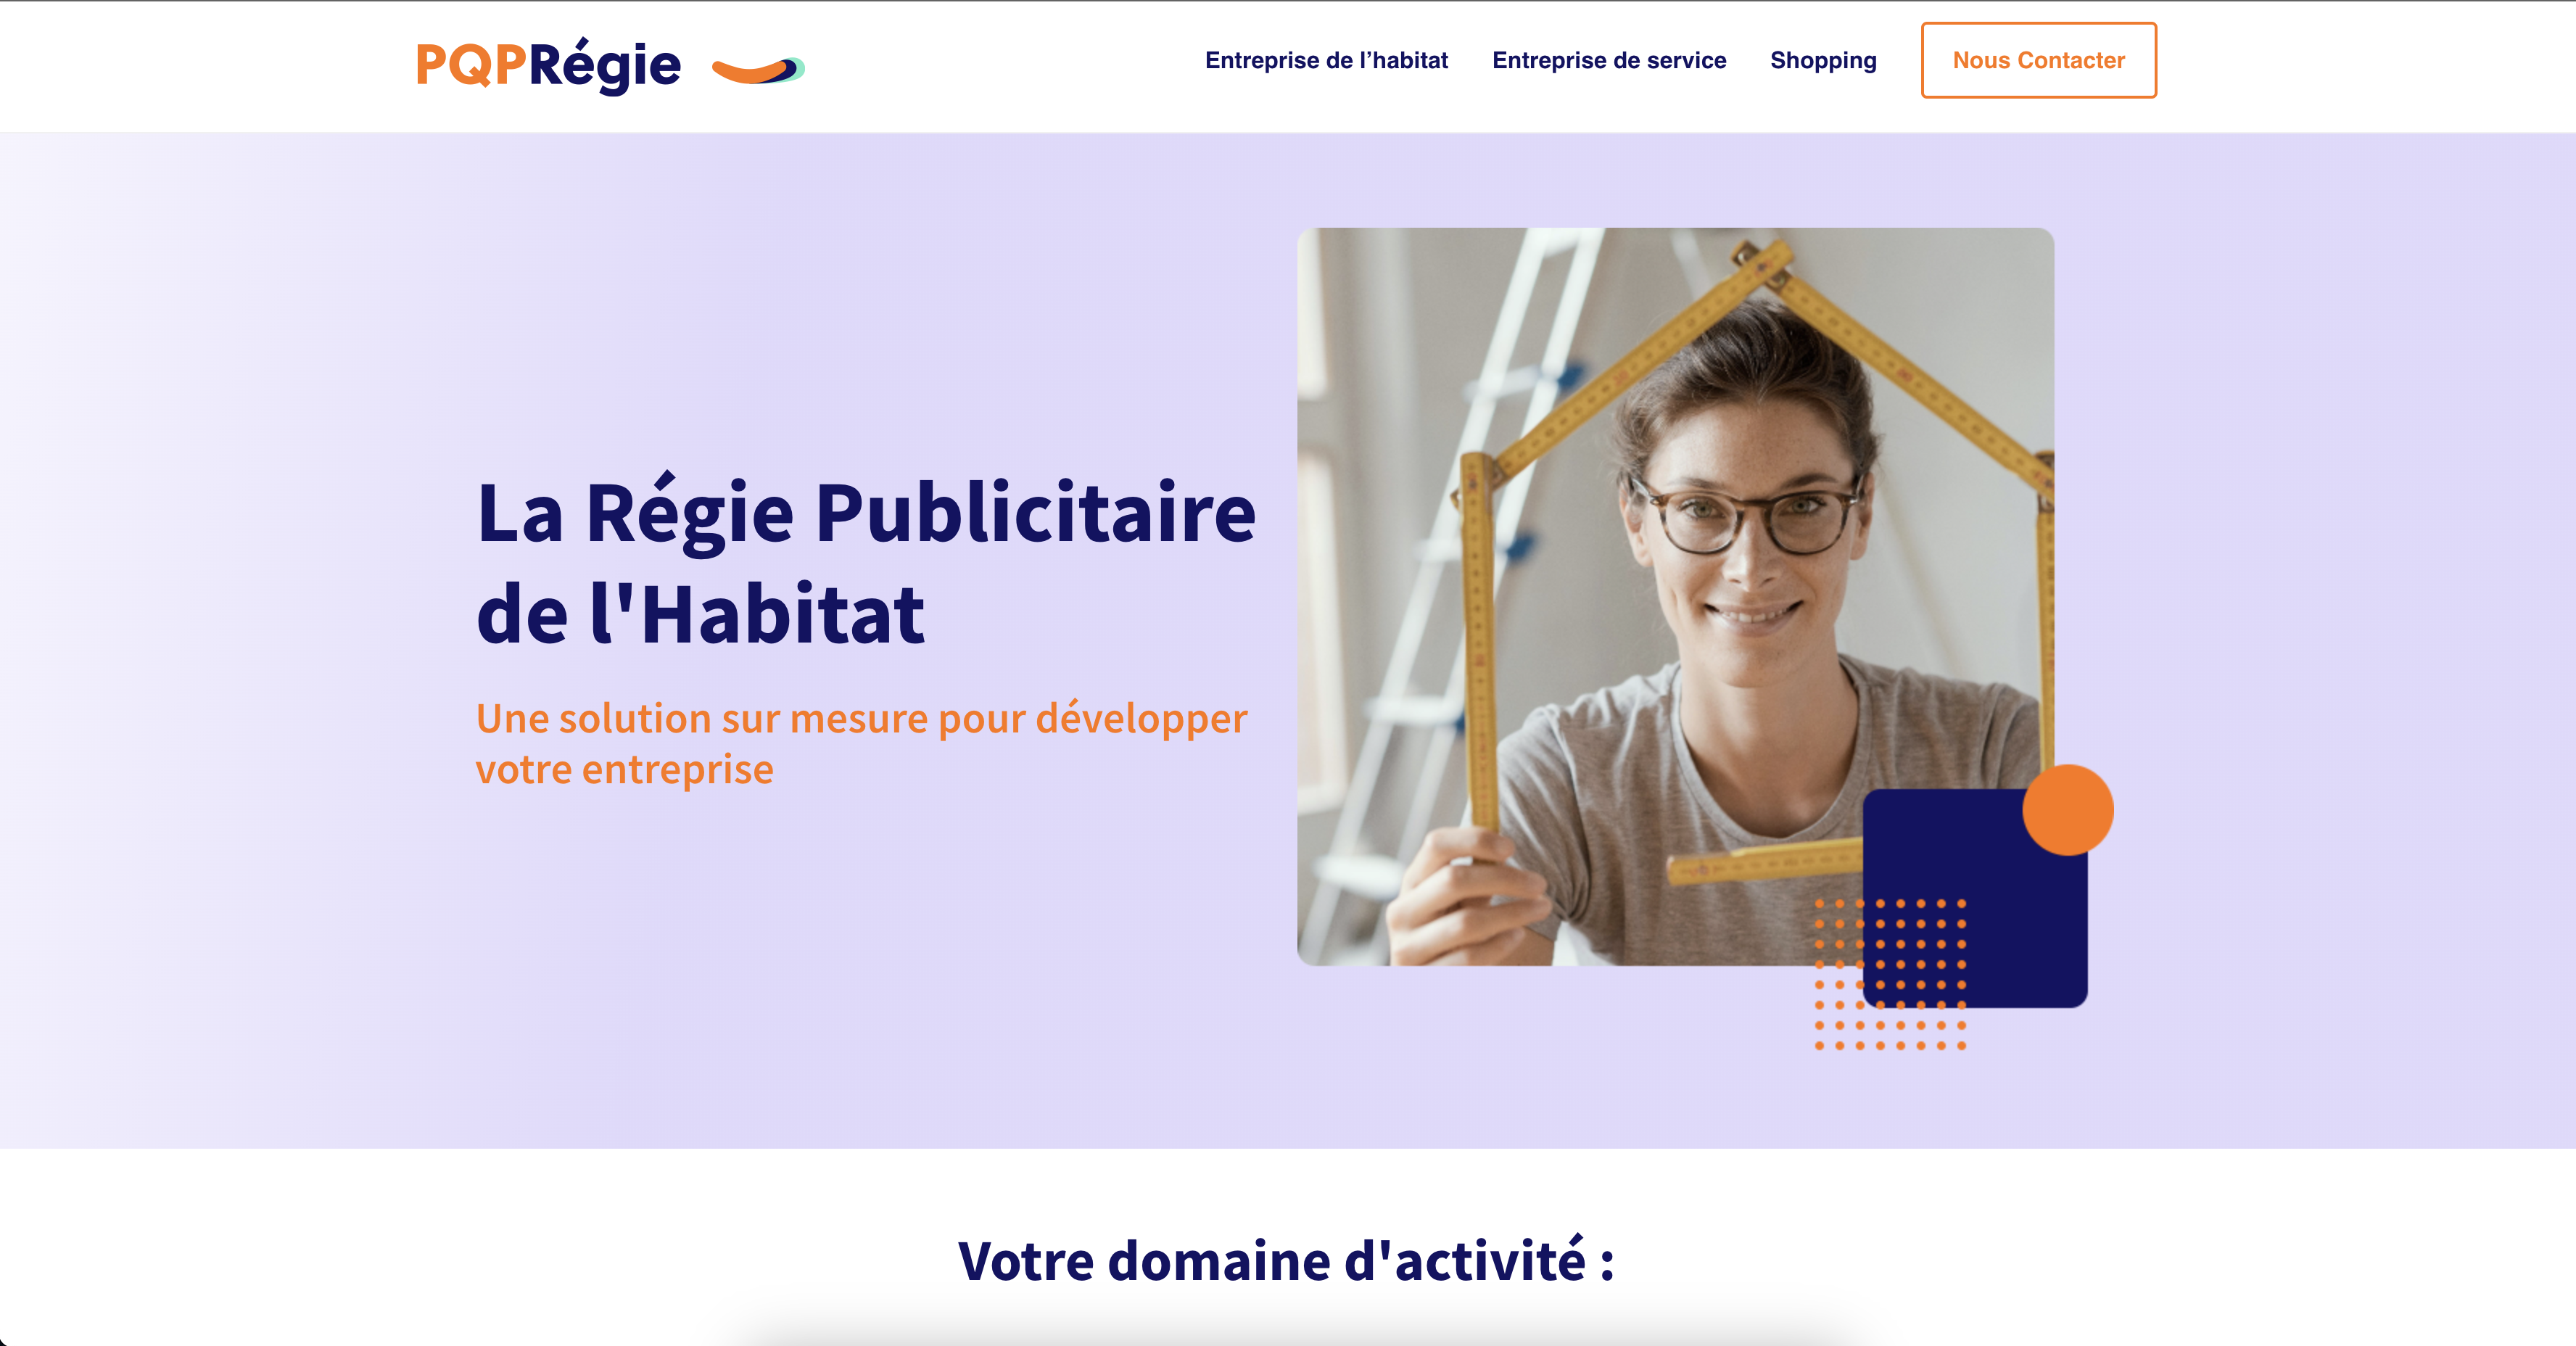 PQPRégie
Entreprise de l’habitat
Entreprise de service
Shopping
Nous Contacter
La Régie Publicitaire
de l'Habitat
Une solution sur mesure pour développer
votre entreprise
Votre domaine d'activité :